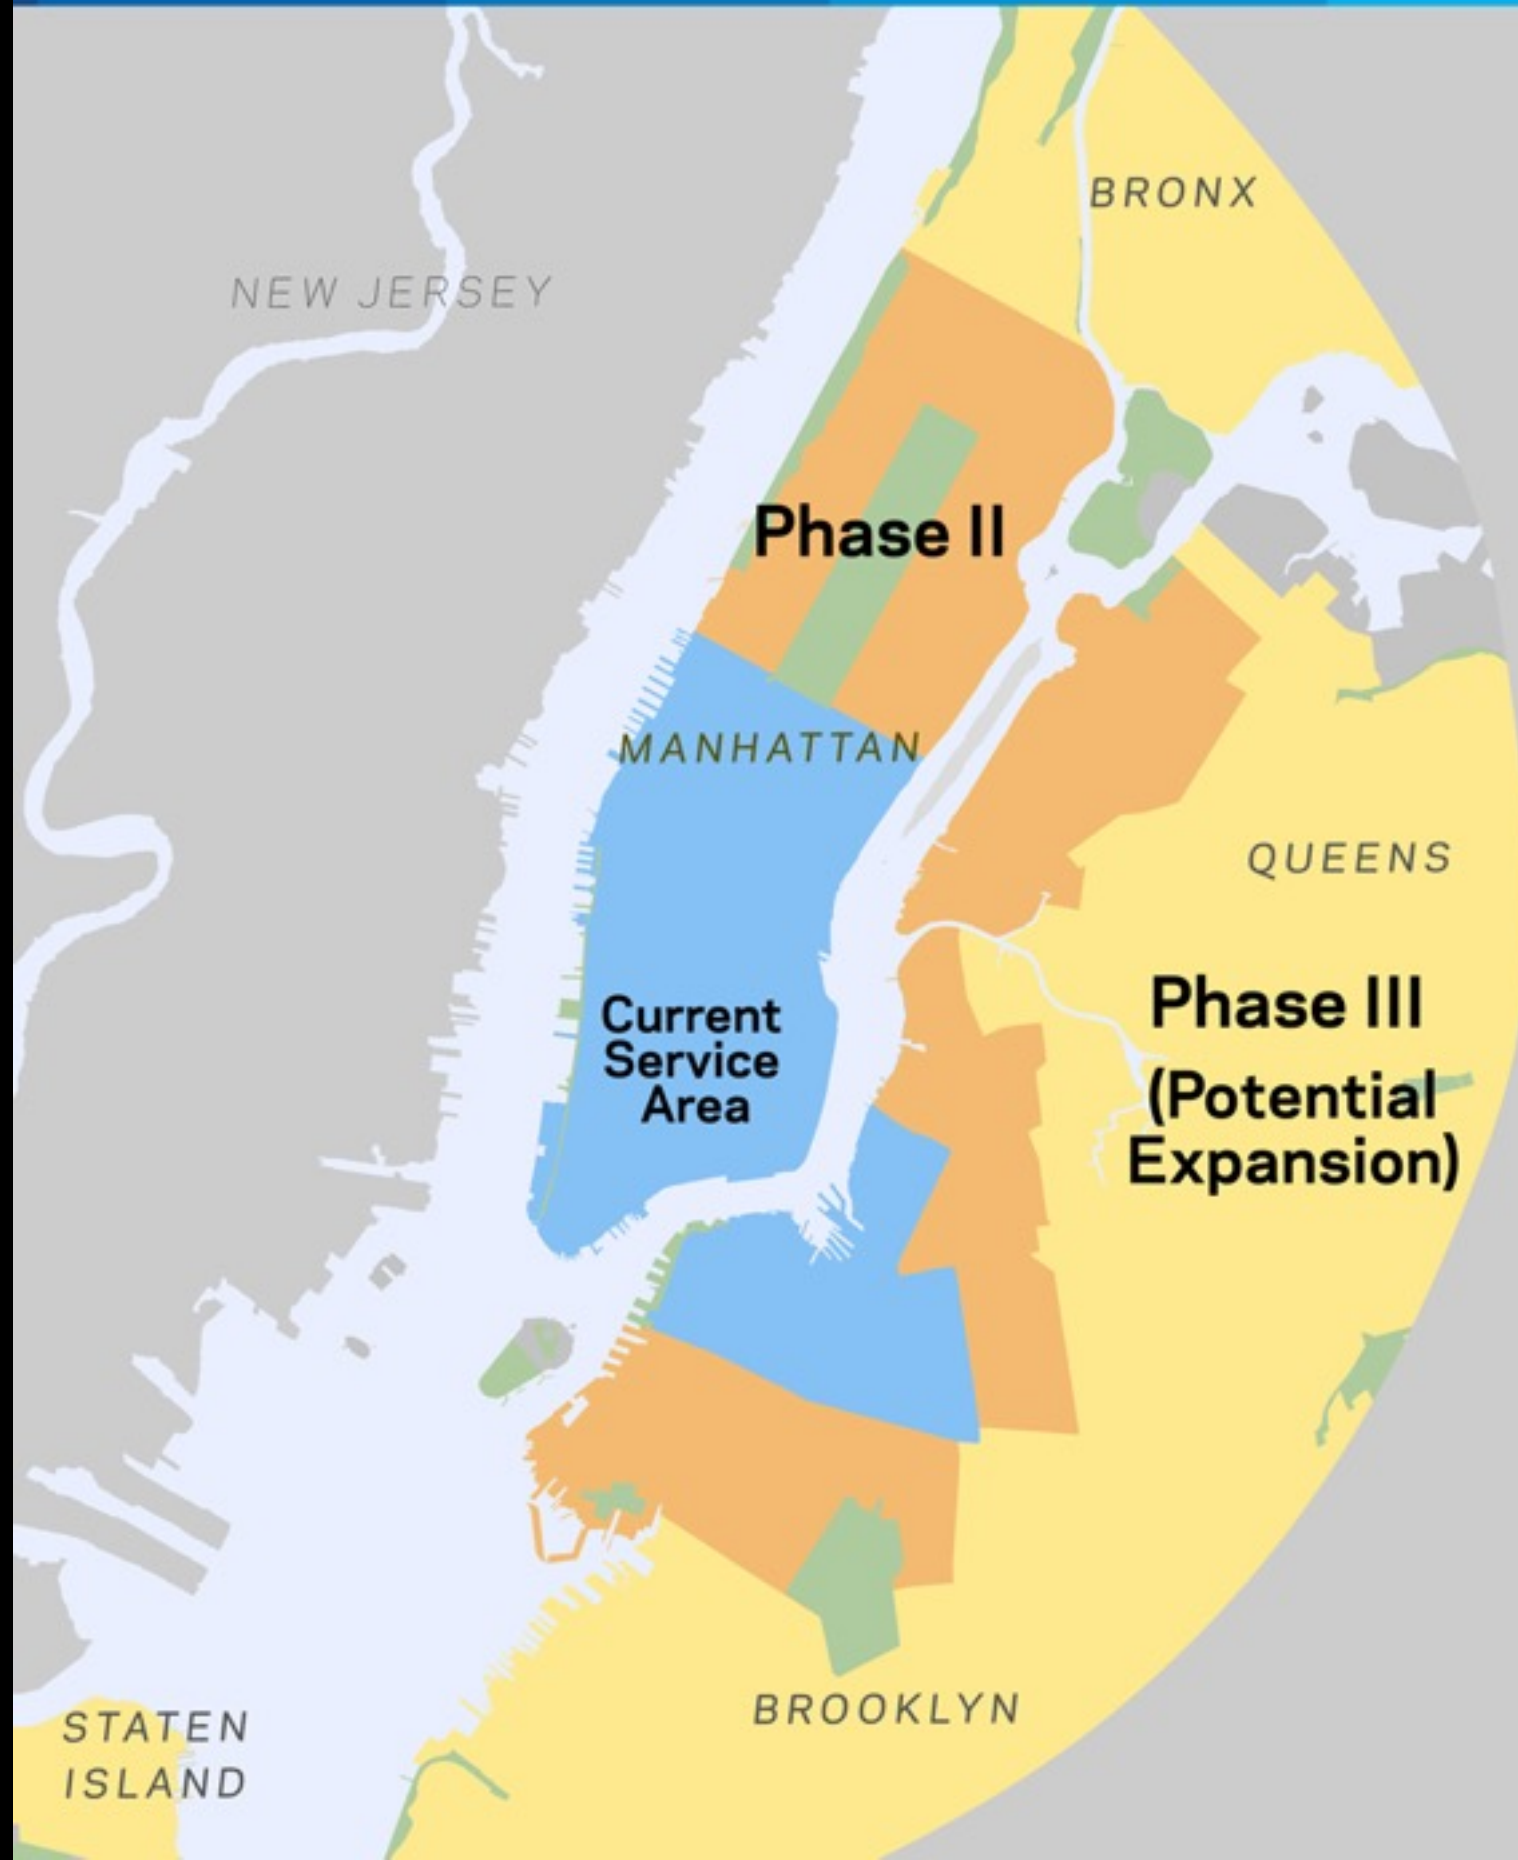 BRONX
NEW JERSEY
Phase II
MANHATTAN
QUEENS
Current
Service
Area
Phase III
(Potential
Expansion)
BROOKLYN
STATEN
ISLAND